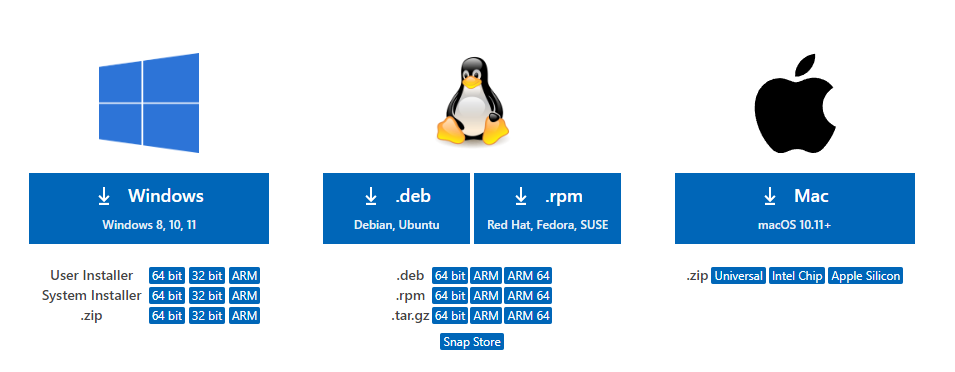 Windows
Windows 8, 10, 11
User Installer 64 bit 32 bit ARM
System Installer 64 bit 32 bit ARM
.zip 64 bit 32 bit ARM
.deb
Debian, Ubuntu
.rpm
Red Hat, Fedora, SUSE
.deb 64 bit ARM ARM 64
.rpm 64 bit ARM ARM 64
.tar.gz 64 bit ARM ARM 64
Snap Store
Mac
macOS 10.11+
.zip Universal Intel Chip Apple Silicon